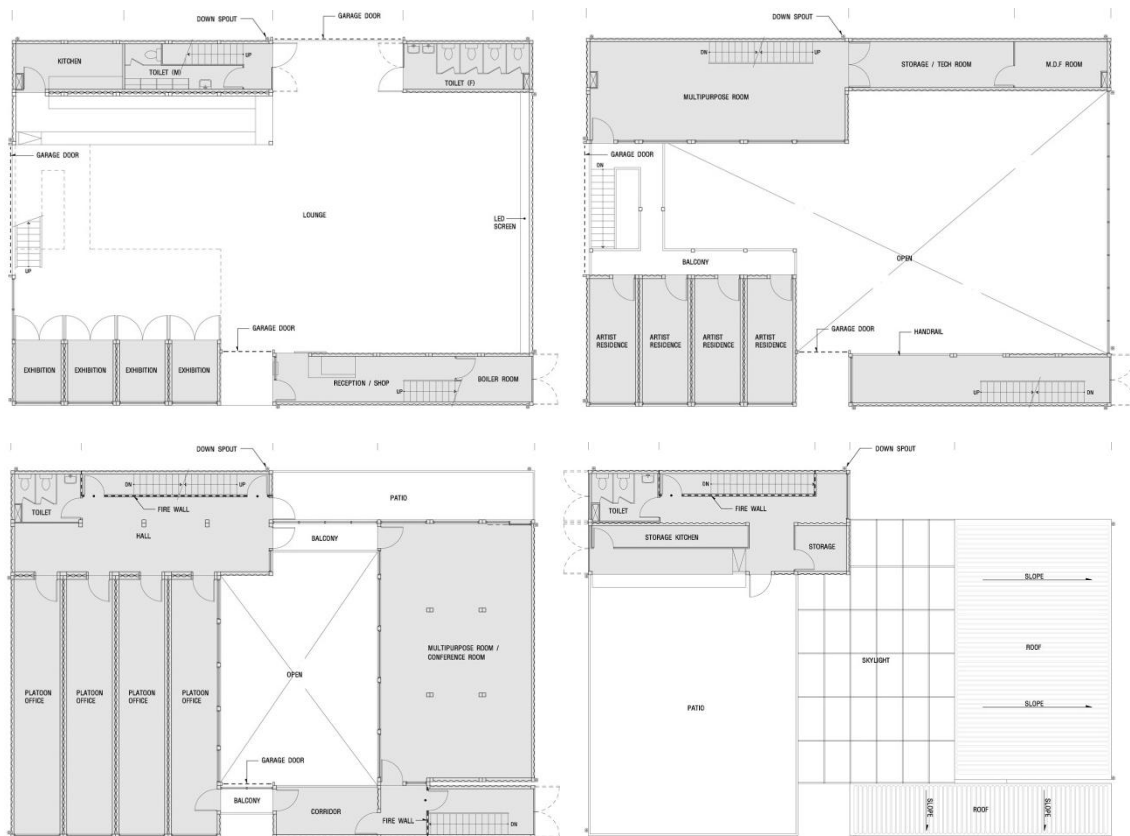 DOWN SPOUT
GARAGE DOOR
KITCHEN
TOILET (M)
UP
TOILET (F)
GARAGE DOOR
LOUNGE
LED
SCREEN
UP
GARAGE DOOR
EXHIBITION
EXHIBITION
EXHIBITION
EXHIBITION
RECEPTION / SHOP
UP
BOILER ROOM
DOWN SPOUT
DN
UP
STORAGE / TECH ROOM
M.D.F ROOM
MULTIPURPOSE ROOM
GARAGE DOOR
DN
BALCONY
OPEN
GARAGE DOOR
HANDRAIL
ARTIST
RESIDENCE
ARTIST
RESIDENCE
ARTIST
RESIDENCE
ARTIST
RESIDENCE
UP
DN
DOWN SPOUT
DN
UP
TOILET
FIRE WALL
PATIO
HALL
BALCONY
MULTIPURPOSE ROOM /
CONFERENCE ROOM
OPEN
PLATOON
OFFICE
PLATOON
OFFICE
PLATOON
OFFICE
PLATOON
OFFICE
GARAGE DOOR
BALCONY
CORRIDOR
FIRE WALL
DN
DOWN SPOUT
DN
TOILET
FIRE WALL
STORAGE KITCHEN
STORAGE
SLOPE
ROOF
SKYLIGHT
PATIO
SLOPE
SLOPE
ROOF
SLOPE